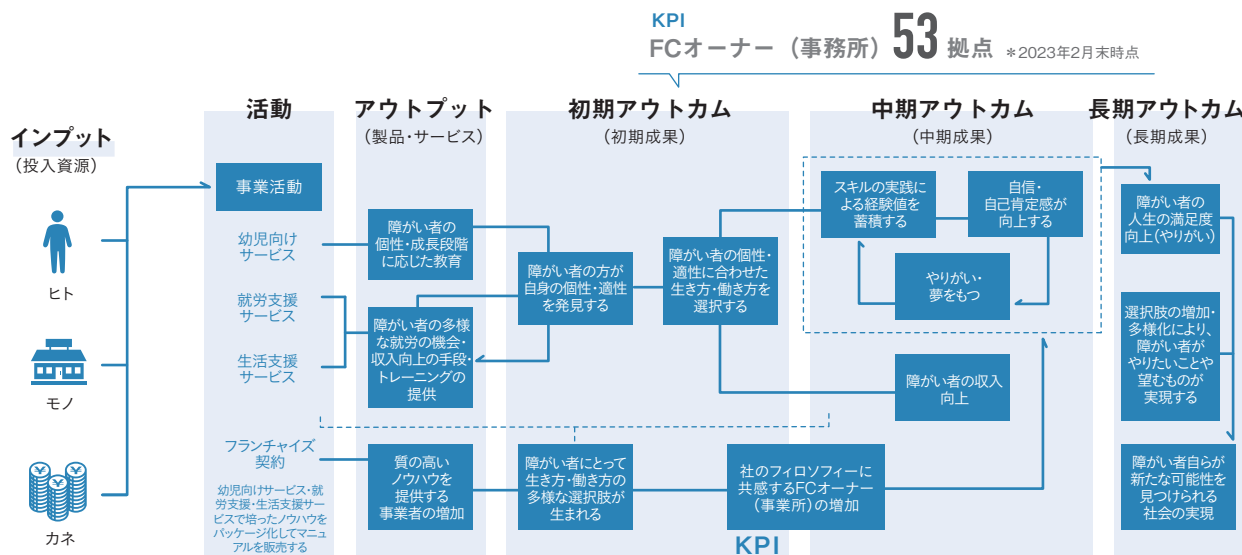 KPI
FCオーナー（事務所）53拠点 ＊2023年2月末時点
インプット
（投入資源）
ヒト
モノ
カネ
活動
事業活動
幼児向け
サービス
就労支援
サービス
生活支援
サービス
フランチャイズ
契約
幼児向けサービス・就
労支援・生活支援サー
ビスで培ったノウハウを
パッケージ化してマニュ
アルを販売する
アウトプット
（製品・サービス）
障がい者の
個性・成長段階
に応じた教育
障がい者の多様
な就労の機会・
収入向上の手段・
トレーニングの
提供
質の高い
ノウハウを
提供する
事業者の増加
初期アウトカム
（初期成果）
障がい者の方が
自身の個性・適性
を発見する
障がい者の個性・
適性に合わせた
生き方・働き方を
選択する
障がい者にとって
生き方・働き方の
多様な選択肢が
生まれる
社のフィロソフィーに
共感するFCオーナー
（事業所）の増加
KPI
中期アウトカム
（中期成果）
スキルの実践に
よる経験値を
蓄積する
自信・
自己肯定感が
向上する
やりがい・
夢をもつ
障がい者の収入
向上
長期アウトカム
（長期成果）
障がい者の
人生の満足度
向上（やりがい）
選択肢の増加・
多様化により、
障がい者が
やりたいことや
望むものが
実現する
障がい者自らが
新たな可能性を
見つけられる
社会の実現